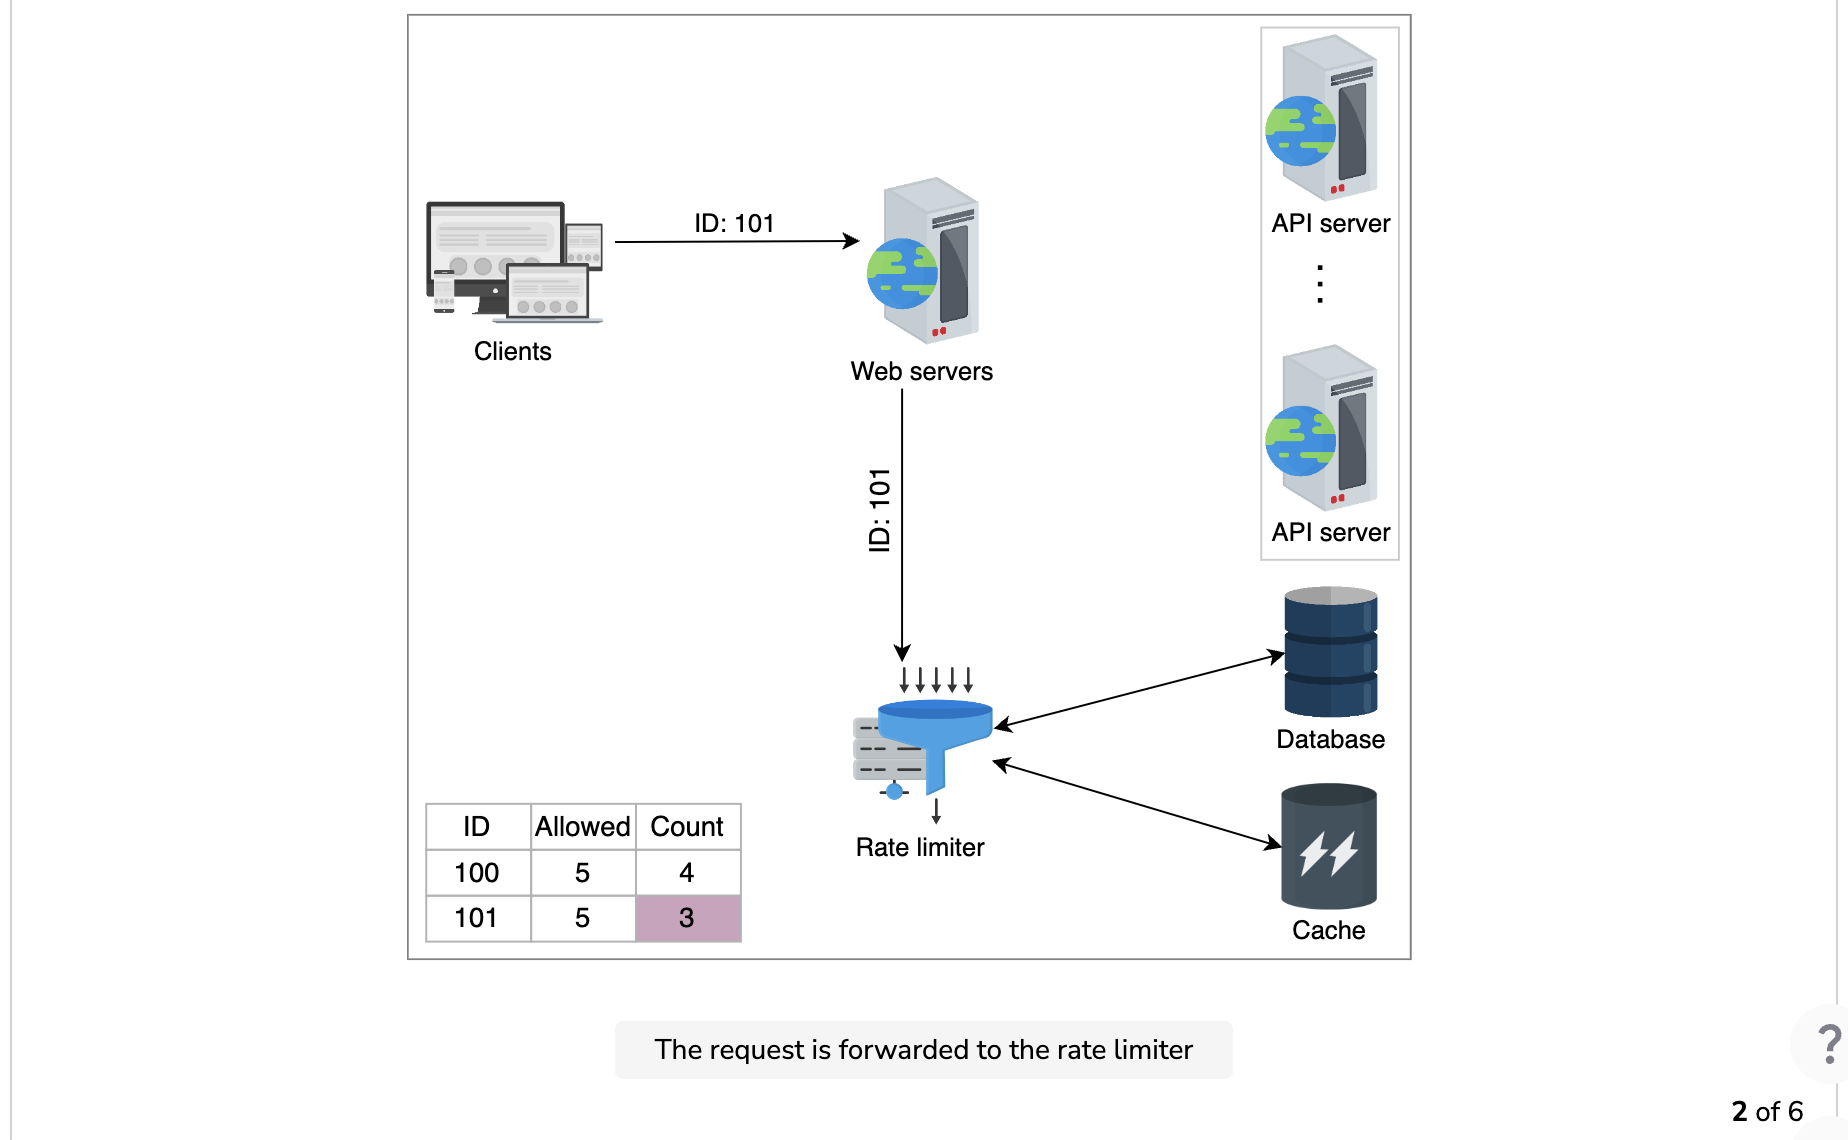 ID: 101
API server
Clients
Web servers
ID: 101
API server
Database
Rate limiter
Cache
ID Allowed Count
100 5 4
101 5 3
The request is forwarded to the rate limiter
?
2 of 6